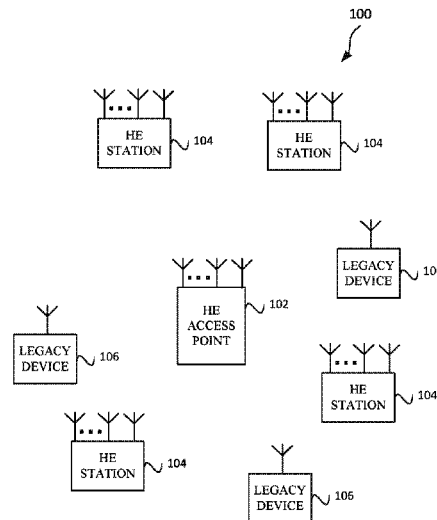 100
HE
STATION
104
HE
STATION
104
LEGACY
DEVICE
10
HE
ACCESS
POINT
102
LEGACY
DEVICE
106
HE
STATION
104
HE
STATION
104
LEGACY
DEVICE
106